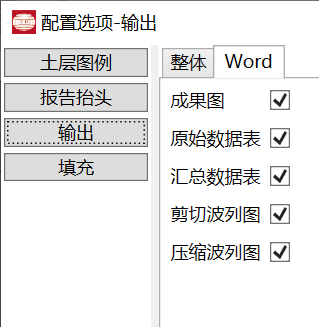 配置选项-输出
土层图例
报告抬头
输出
填充
整体 Word
成果图
原始数据表
汇总数据表
剪切波列图
压缩波列图